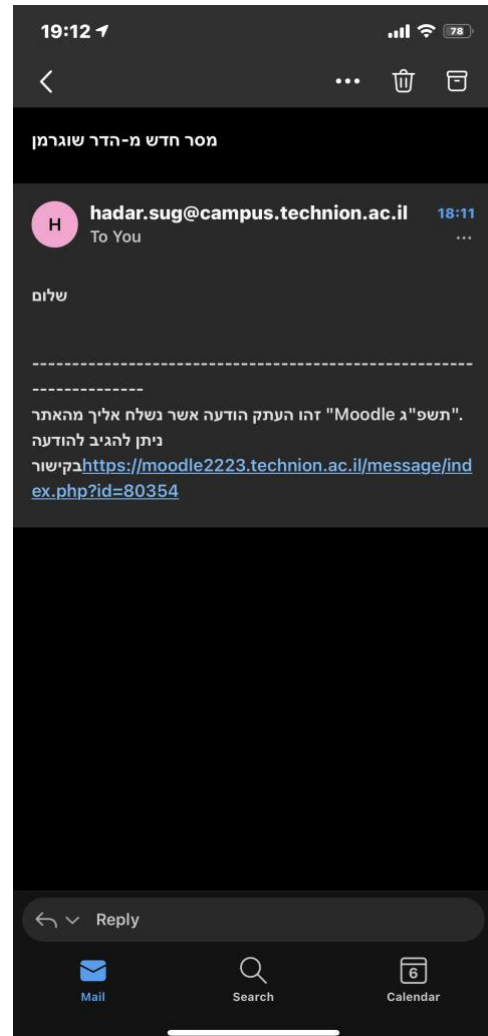 19:12
78
מסר חדש מ-הדר שוגרמן
H
hadar.sug@campus.technion.ac.il
18:11
To You
שלום
-------------------------------------------------------
--------------
זהו העתק הודעה אשר נשלח אליך מהאתר "Moodle תשפ"ג".
ניתן להגיב להודעה
בקישורhttps://moodle2223.technion.ac.il/message/ind
ex.php?id=80354
Reply
Mail
Search
6
Calendar